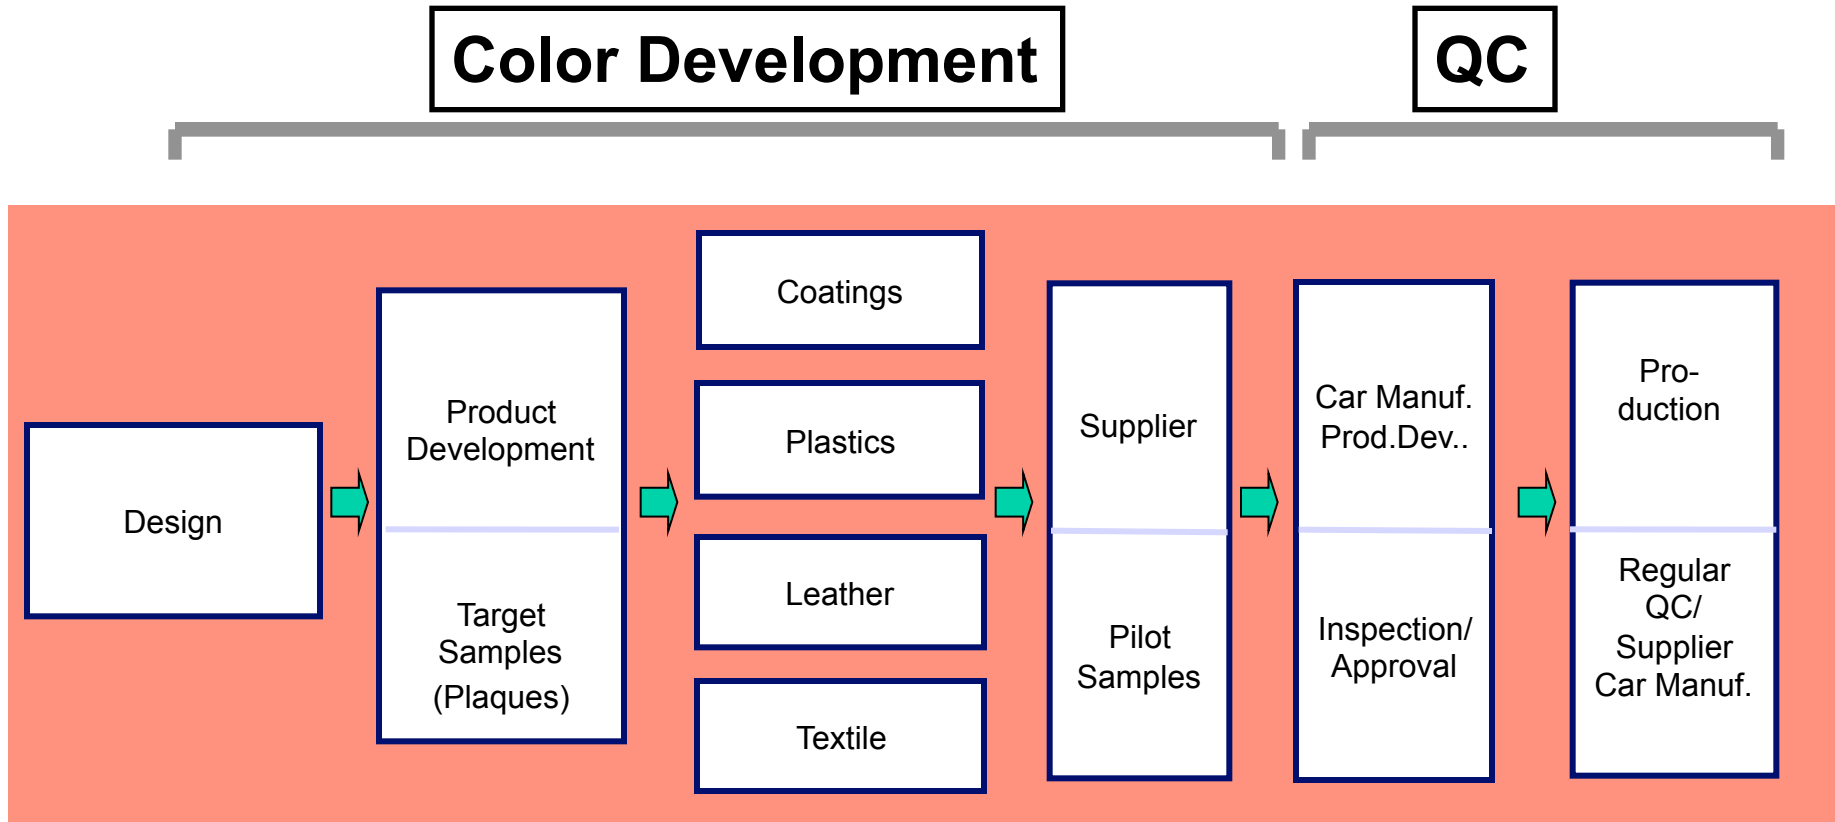 Color Development
QC
Design
Product
Development
Target
Samples
(Plaques)
Coatings
Plastics
Leather
Textile
Supplier
Pilot
Samples
Car Manuf.
Prod.Dev..
Inspection/
Approval
Pro-
duction
Regular
QC/
Supplier
Car Manuf.